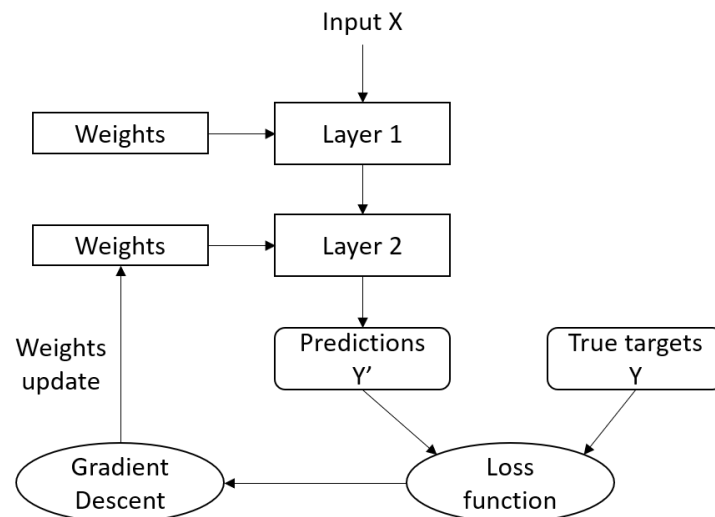 Input X
Weights
Layer 1
Weights
Layer 2
Weights
update
Predictions
Y’
True targets
Y
Gradient
Descent
Loss
function